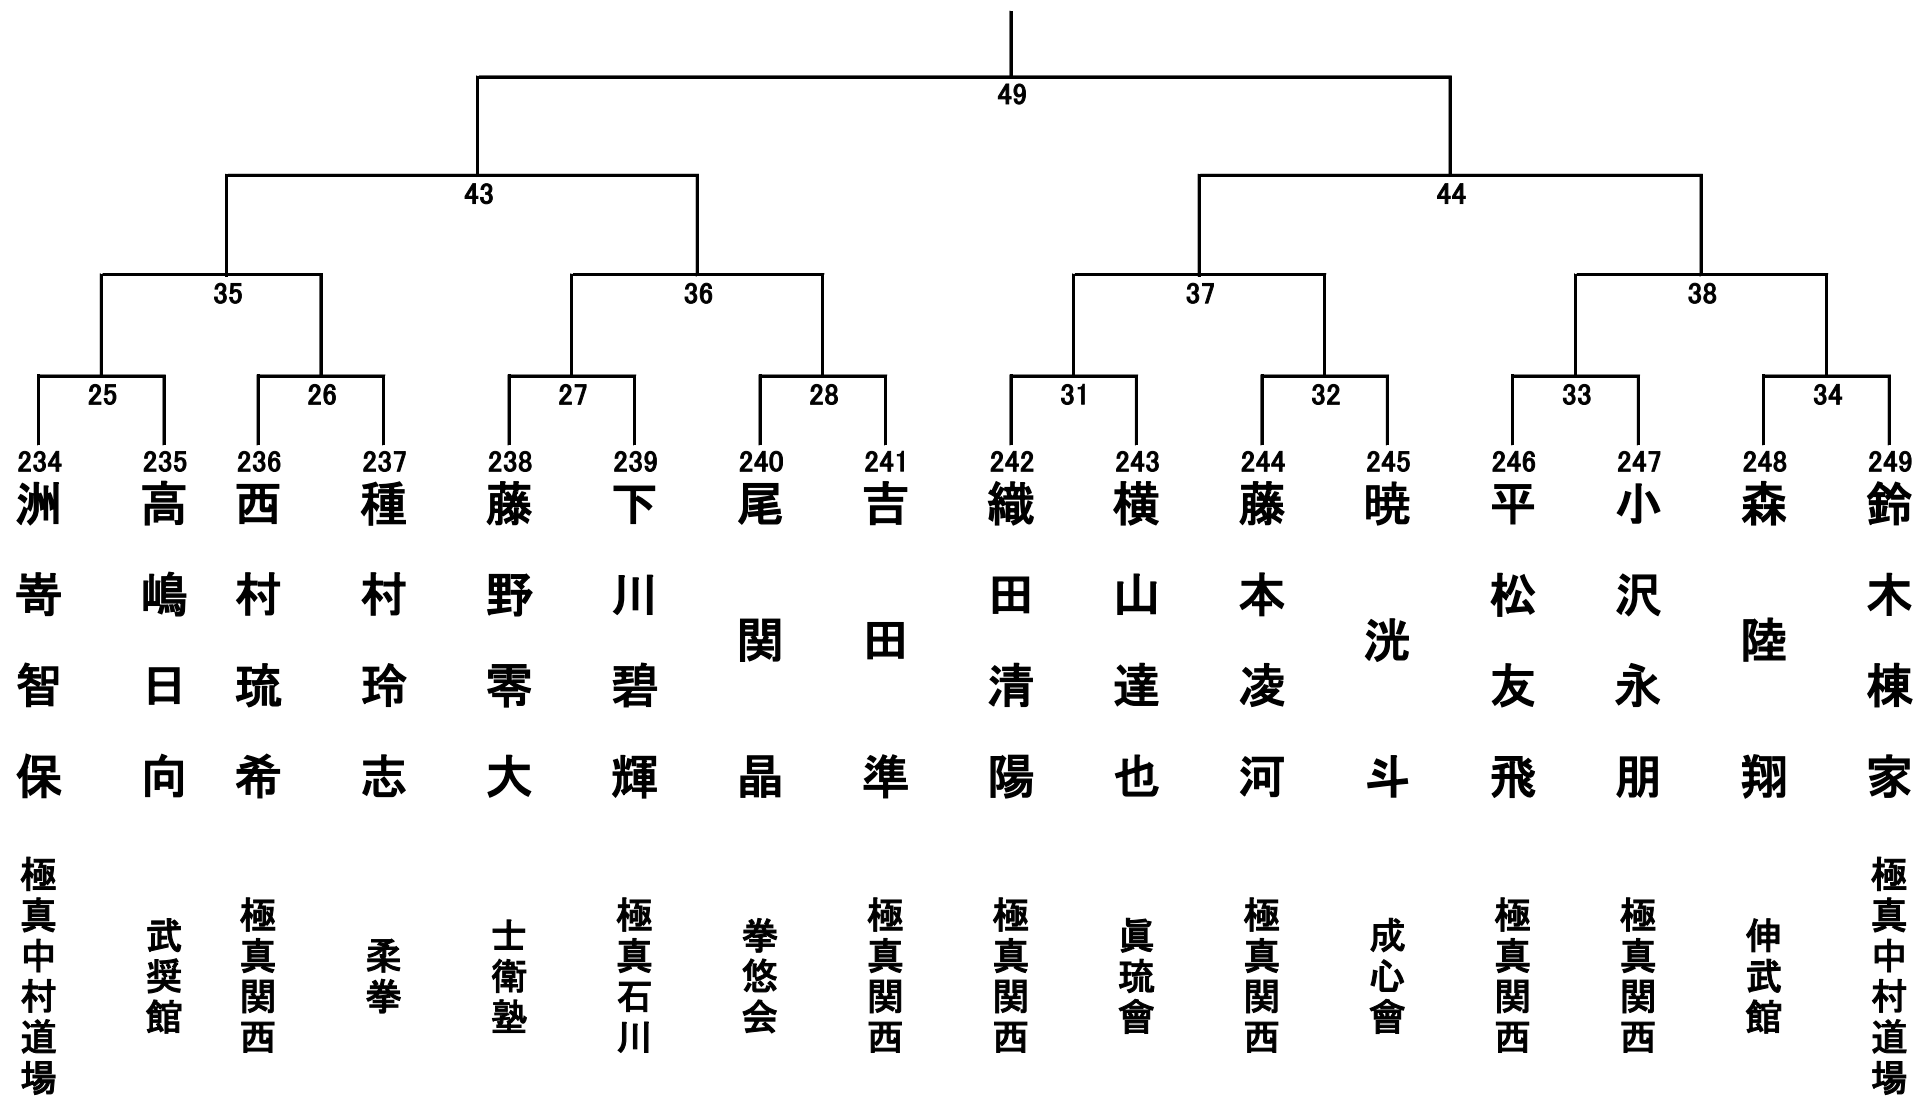 49
43
44
35
36
37
38
25
26
27
28
31
32
33
34
234
洲嵜智保
極真中村道場
235
高嶋日向
武奨館
236
西村琉希
極真関西
237
種村玲志
柔拳
238
藤野零大
士衛塾
239
下川碧輝
極真石川
240
尾関晶
拳悠会
241
吉田準
極真関西
242
織田清陽
極真関西
243
横山達也
眞琉會
244
藤本凌河
極真関西
245
暁洸斗
成心會
246
平松友飛
極真関西
247
小沢永朋
極真関西
248
森陸翔
伸武館
249
鈴木棟家
極真中村道場